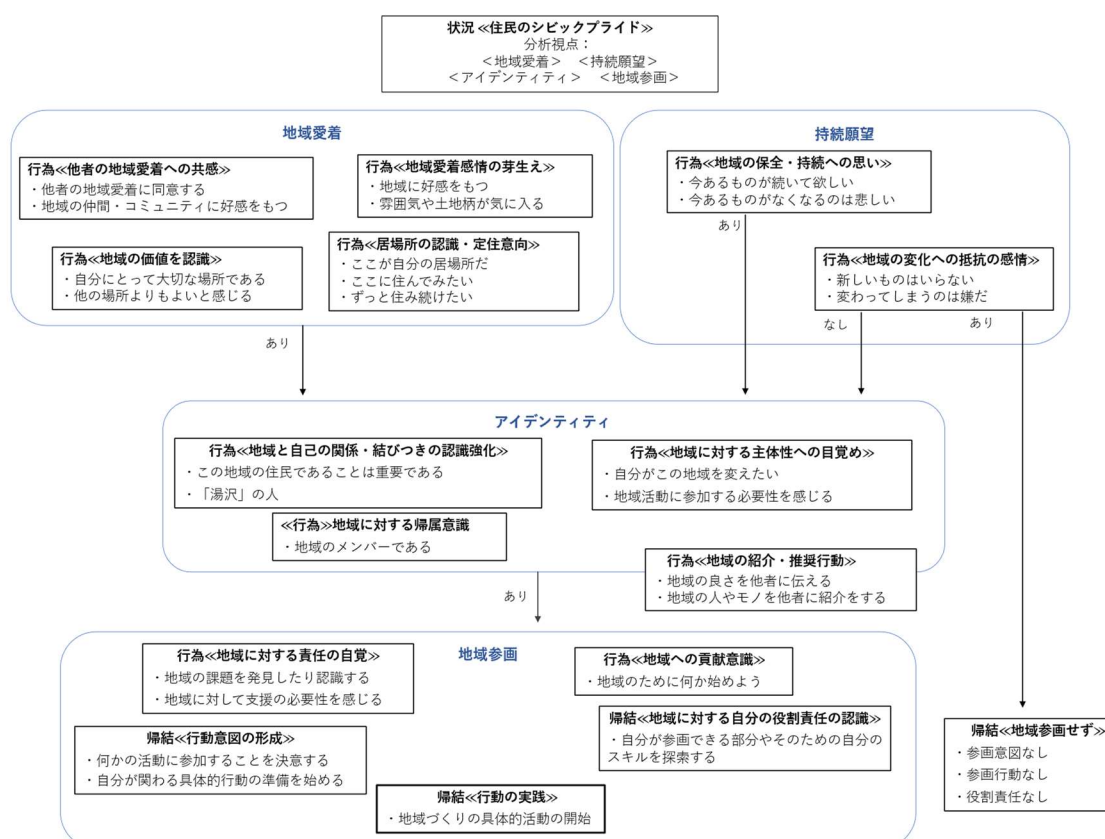 状況 ≪住民のシビックプライド≫
分析視点：
＜地域愛着＞　＜持続願望＞
＜アイデンティティ＞　＜地域参画＞
地域愛着
行為≪他者の地域愛着への共感≫
・他者の地域愛着に同意する
・地域の仲間・コミュニティに好感をもつ
行為≪地域愛着感情の芽生え≫
・地域に好感をもつ
・雰囲気や土地柄が気に入る
行為≪地域の価値を認識≫
・自分にとって大切な場所である
・他の場所よりもよいと感じる
行為≪居場所の認識・定住意向≫
・ここが自分の居場所だ
・ここに住んでみたい
・ずっと住み続けたい
あり
持続願望
行為≪地域の保全・持続への思い≫
・今あるものが続いて欲しい
・今あるものがなくなるのは悲しい
あり
行為≪地域の変化への抵抗の感情≫
・新しいものはいらない
・変わってしまうのは嫌だ
なし
あり
アイデンティティ
行為≪地域と自己の関係・結びつきの認識強化≫
・この地域の住民であることは重要である
・「湯沢」の人
行為≪地域に対する主体性への目覚め≫
・自分がこの地域を変えたい
・地域活動に参加する必要性を感じる
≪行為≫地域に対する帰属意識
・地域のメンバーである
行為≪地域の紹介・推奨行動≫
・地域の良さを他者に伝える
・地域の人やモノを他者に紹介をする
あり
地域参画
行為≪地域に対する責任の自覚≫
・地域の課題を発見したり認識する
・地域に対して支援の必要性を感じる
行為≪地域への貢献意識≫
・地域のために何か始めよう
帰結≪地域に対する自分の役割責任の認識≫
・自分が参画できる部分やそのための自分の
スキルを探索する
帰結≪行動意図の形成≫
・何かの活動に参加することを決意する
・自分が関わる具体的行動の準備を始める
帰結≪行動の実践≫
・地域づくりの具体的活動の開始
帰結≪地域参画せず≫
・参画意図なし
・参画行動なし
・役割責任なし